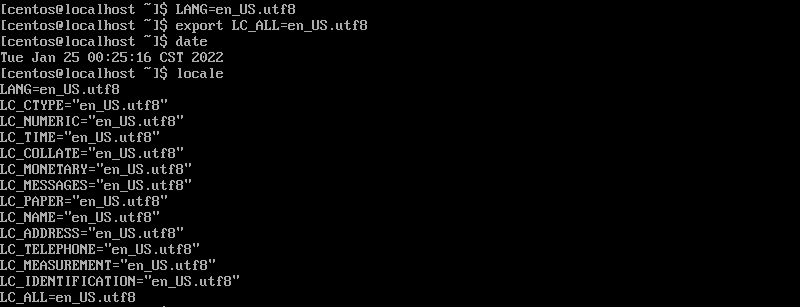 [centos@localhost ~]$ LANG=en_US.utf8
[centos@localhost ~]$ export LC_ALL=en_US.utf8
[centos@localhost ~]$ date
Tue Jan 25 00:25:16 CST 2022
[centos@localhost ~]$ locale
LANG=en_US.utf8
LC_CTYPE="en_US.utf8"
LC_NUMERIC="en_US.utf8"
LC_TIME="en_US.utf8"
LC_COLLATE="en_US.utf8"
LC_MONETARY="en_US.utf8"
LC_MESSAGES="en_US.utf8"
LC_PAPER="en_US.utf8"
LC_NAME="en_US.utf8"
LC_ADDRESS="en_US.utf8"
LC_TELEPHONE="en_US.utf8"
LC_MEASUREMENT="en_US.utf8"
LC_IDENTIFICATION="en_US.utf8"
LC_ALL=en_US.utf8